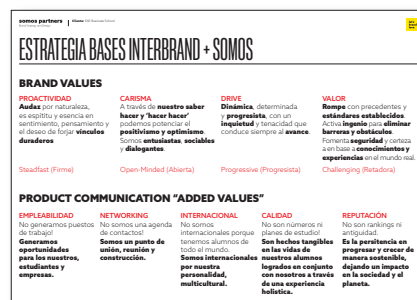 somos partners
Cliente: EAE Business School
ESTRATEGIA BASES INTERBRAND + SOMOS
BRAND VALUES
PROACTIVIDAD
Audaz por naturaleza,
es espíritu y esencia en
sentimiento, pensamiento y
el deseo de forjar vínculos
duraderos
Steadfast (Firme)
CARISMA
A través de nuestro saber
hacer y 'hacer hacer'
podemos potenciar el
positivismo y optimismo.
Somos entusiastas, sociables
y dialogantes.
Open-Minded (Abierta)
DRIVE
Dinámica, determinada
y progresista, con un
inquietud y tenacidad que
conduce siempre al avance.
Progressive (Progresista)
VALOR
Rompe con precedentes y
estándares establecidos.
Activa ingenio para eliminar
barreras y obstáculos.
Fomenta seguridad y certeza
a en base a conocimientos y
experiencias en el mundo real.
Challenging (Retadora)
PRODUCT COMMUNICATION "ADDED VALUES"
EMPLEABILIDAD
No generamos puestos
de trabajo!
Generamos
oportunidades
para los nuestros,
estudiantes y
empresas.
NETWORKING
No somos una agenda
de contactos!
Somos un punto de
unión, reunión y
construcción.
INTERNACIONAL
No somos
internacionales porque
tenemos alumnos de
todo el mundo.
Somos internacionales
por nuestra
personalidad,
multicultural.
CALIDAD
No son números ni
planes de estudio!
Son hechos tangibles
en las vidas de
nuestros alumnos
logrados en conjunto
con nosotros a través
de una experiencia
holística.
REPUTACIÓN
No son rankings ni
antiguidad.
Es la persitencia en
progresar y crecer de
manera sostenible,
dejando un impacto
en la sociedad y el
planeta.